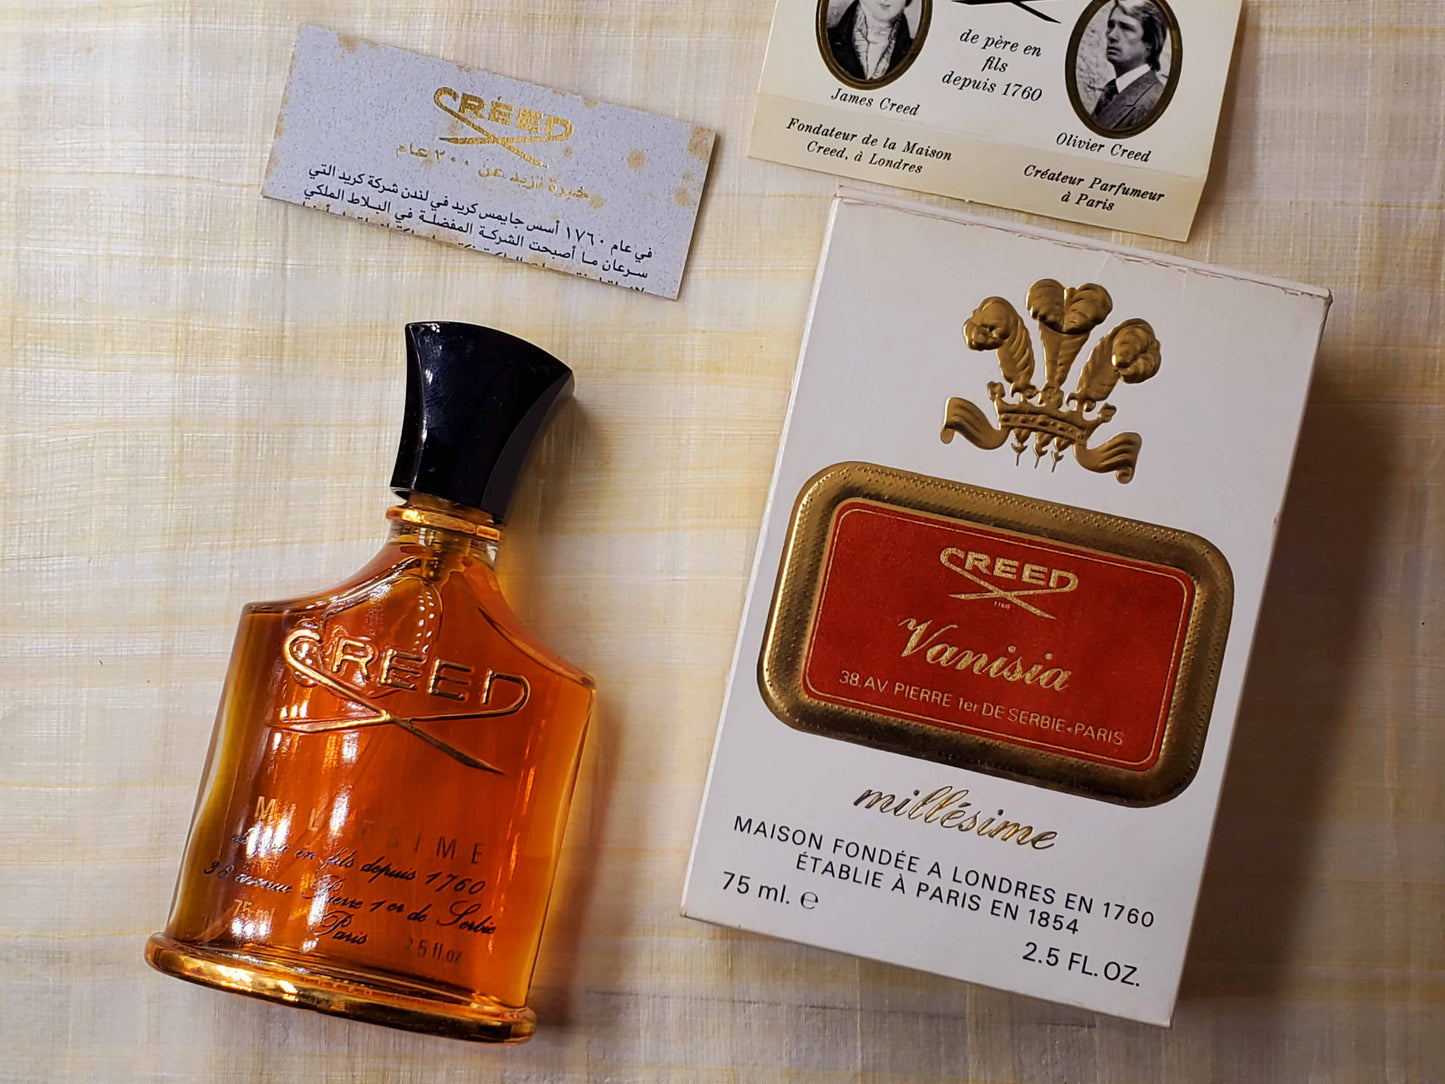 CREED
خبرة تزيد عن ٢٠٠ عام
في عام ١٧٦٠ أسس جايمس كريد في لندن شركة كريد التي
سرعان ما أصبحت الشركة المفضلة في البلاط الملكي
de père en
fils
depuis 1760
James Creed
Fondateur de la Maison
Creed, à Londres
Olivier Creed
Créateur Parfumeur
à Paris
CREED
MILLESIME
de père en fils depuis 1760
38 avenue Pierre 1er de Serbie
Paris
75 ml
2.5 fl oz
CREED
1760
Vanisia
38 AV PIERRE 1er DE SERBIE-PARIS
millésime
MAISON FONDÉE A LONDRES EN 1760
ÉTABLIE À PARIS EN 1854
75 ml. e
2.5 FL. OZ.